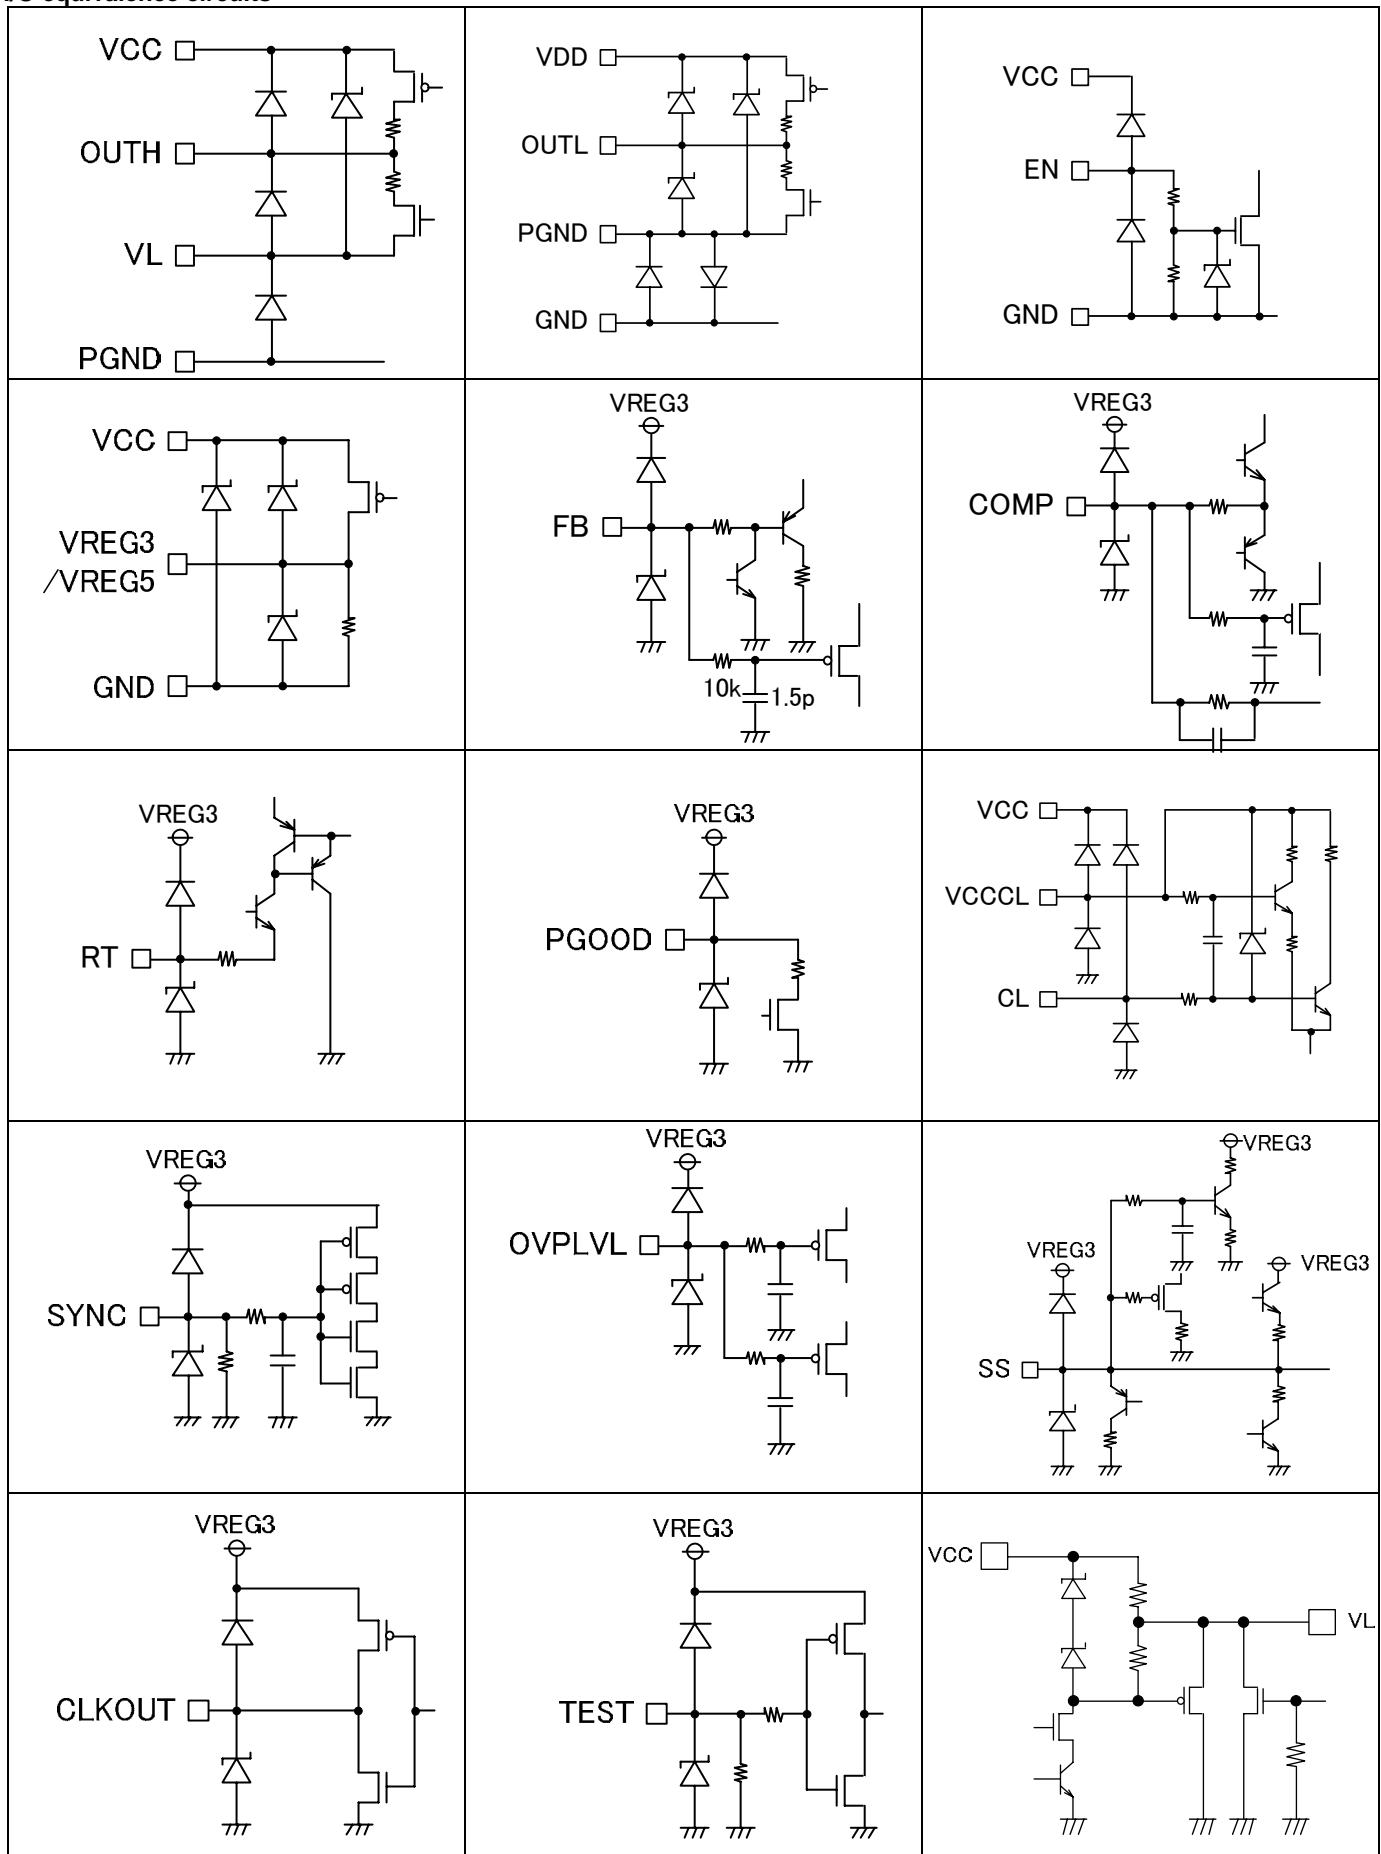 I/O equivalence circuits
VCC
OUTH
VL
PGND
VDD
OUTL
PGND
GND
VCC
EN
GND
VCC
VREG3
/VREG5
GND
VREG3
FB
10k
1.5p
VREG3
COMP
VREG3
RT
VREG3
PGOOD
VCC
VCCCL
CL
VREG3
SYNC
VREG3
OVPLVL
VREG3
VREG3
VREG3
SS
VREG3
CLKOUT
VREG3
TEST
VCC
VL